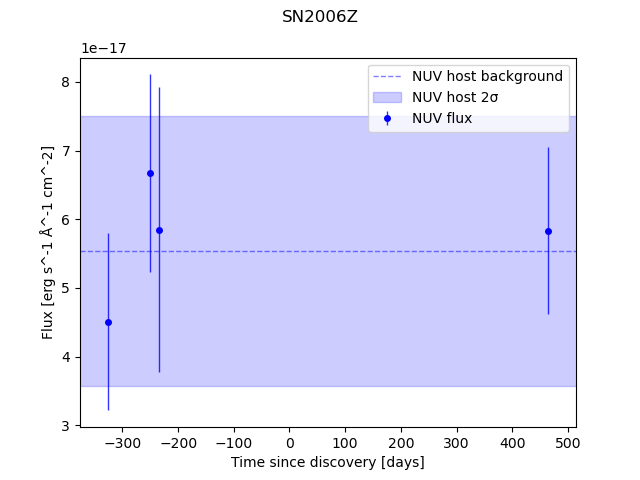 SN2006Z
1e−17
NUV host background
NUV host 2σ
NUV flux
8
7
6
5
4
3
Flux [erg s^-1 Å^-1 cm^-2]
−300 −200 −100 0 100 200 300 400 500
Time since discovery [days]